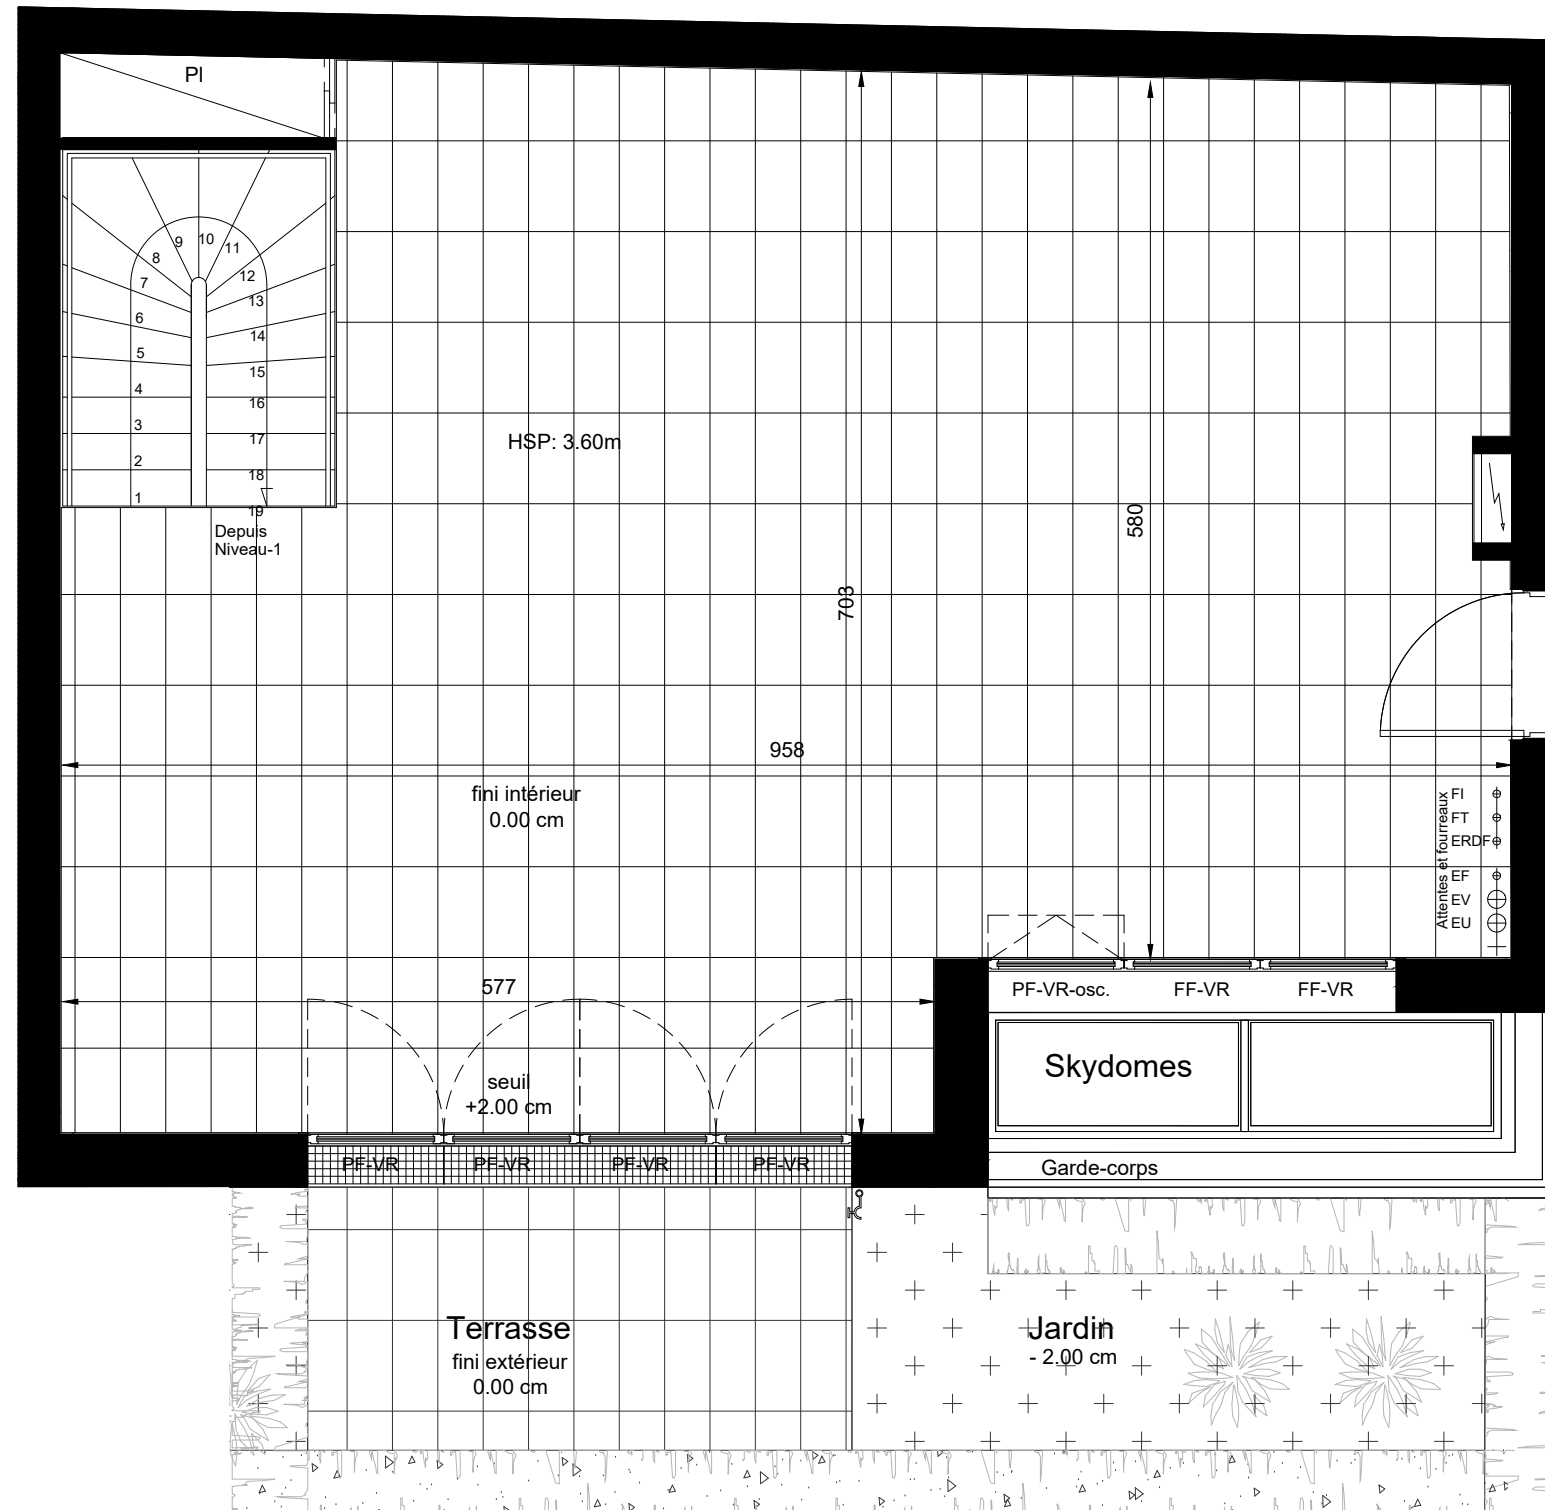 Pl
9
10
11
8
12
7
13
6
14
5
15
4
16
3
17
2
18
1
19
Depuis
Niveau-1
HSP: 3.60m
580
703
958
fini intérieur
0.00 cm
Attentes et fourreaux
FI
FT
ERDF
EF
EV
EU
577
seuil
+2.00 cm
PF-VR-osc.
FF-VR
FF-VR
Skydomes
PF-VR
PF-VR
PF-VR
PF-VR
Garde-corps
Terrasse
fini extérieur
0.00 cm
Jardin
- 2.00 cm